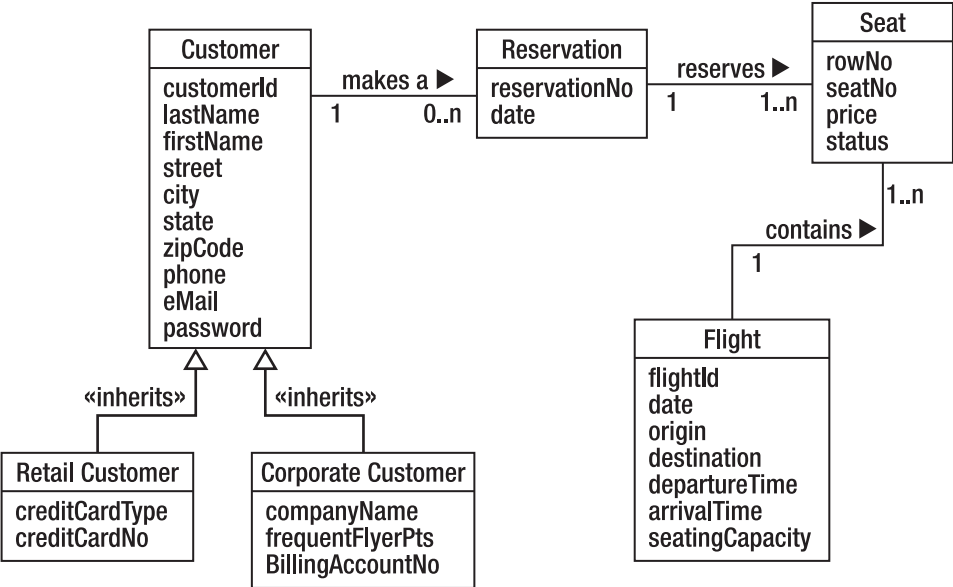 Customer
customerId
lastName
firstName
street
city
state
zipCode
phone
eMail
password
makes a ▶
1 0..n
Reservation
reservationNo
date
reserves ▶
1 1..n
Seat
rowNo
seatNo
price
status
1..n
contains ▶
1
Flight
flightId
date
origin
destination
departureTime
arrivalTime
seatingCapacity
«inherits» «inherits»
Retail Customer
creditCardType
creditCardNo
Corporate Customer
companyName
frequentFlyerPts
BillingAccountNo